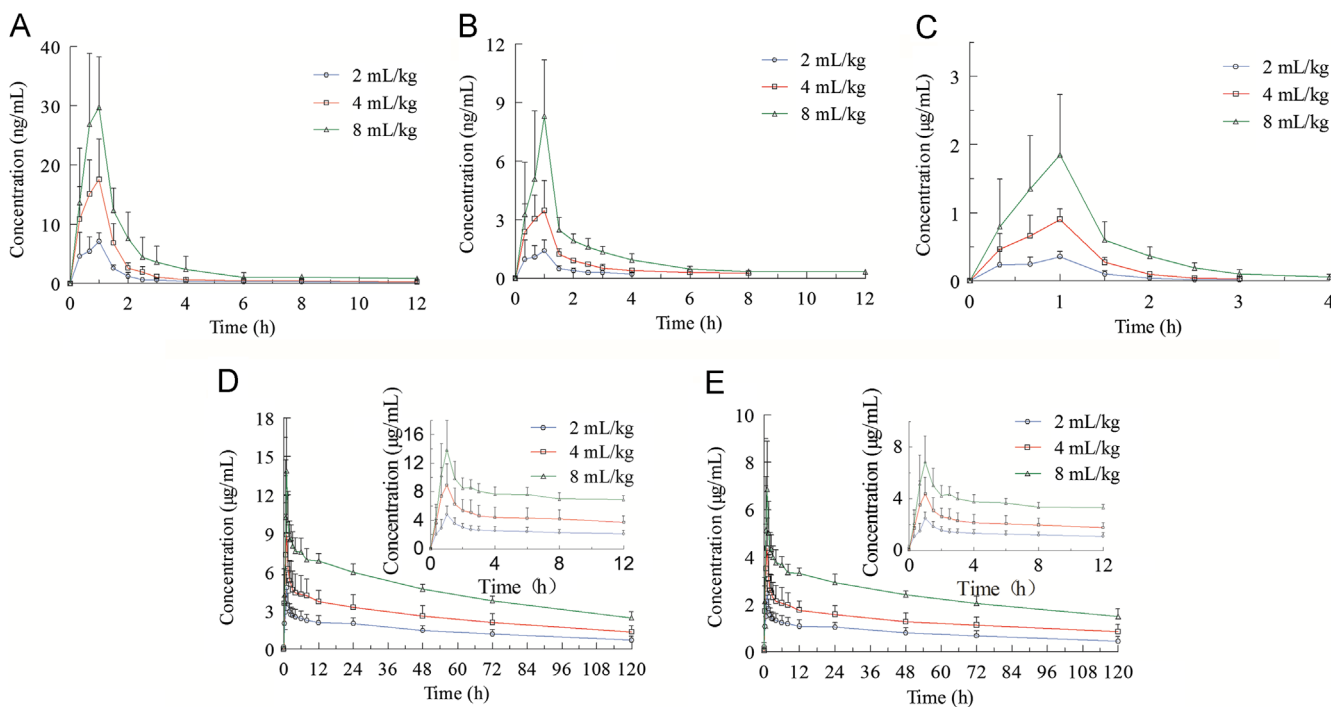 A
Concentration (ng/mL)
40
30
20
10
0
0 2 4 6 8 10 12
Time (h)
2 mL/kg
4 mL/kg
8 mL/kg
B
Concentration (ng/mL)
12
9
6
3
0
0 2 4 6 8 10 12
Time (h)
2 mL/kg
4 mL/kg
8 mL/kg
C
Concentration (μg/mL)
3
2
1
0
0 1 2 3 4
Time (h)
2 mL/kg
4 mL/kg
8 mL/kg
D
Concentration (μg/mL)
18
15
12
9
6
3
0
0 12 24 36 48 60 72 84 96 108 120
Time (h)
Concentration (μg/mL)
16
12
8
4
0
0 4 8 12
Time (h)
2 mL/kg
4 mL/kg
8 mL/kg
E
Concentration (μg/mL)
10
8
6
4
2
0
0 12 24 36 48 60 72 84 96 108 120
Time (h)
Concentration (μg/mL)
8
4
0
0 4 8 12
Time (h)
2 mL/kg
4 mL/kg
8 mL/kg